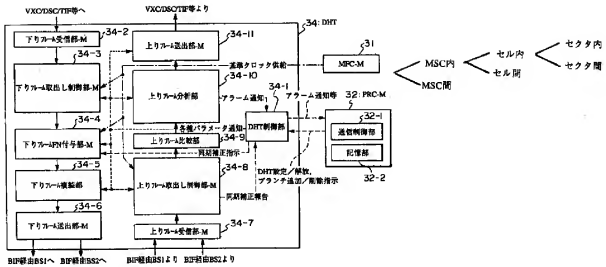 VXC/DSC/TIF等へ
VXC/DSC/TIF等より
34-2
下りフレーム受信部-M
34-3
下りフレーム取出し制御部-M
34-4
下りフレームFN付与部-M
34-5
下りフレーム複製部
34-6
下りフレーム送出部-M
BIF経由BS1へ
BIF経由BS2へ
34-11
上りフレーム送出部-M
34-10
上りフレーム分析部
34-9
上りフレーム比較部
34-8
上りフレーム取出し制御部-M
34-7
上りフレーム受信部-M
BIF経由BS1より
BIF経由BS2より
34:DHT
基準クロック供給
アラーム通知
34-1
DHT制御部
各種パラメータ通知
同期補正指示
同期補正報告
31
MFC-M
アラーム通知等
32:PRC-M
32-1
通信制御部
記憶部
32-2
DHT設定/解放,
ブランチ追加/削除指示
MSC内
MSC間
セル内
セル間
セクタ内
セクタ間